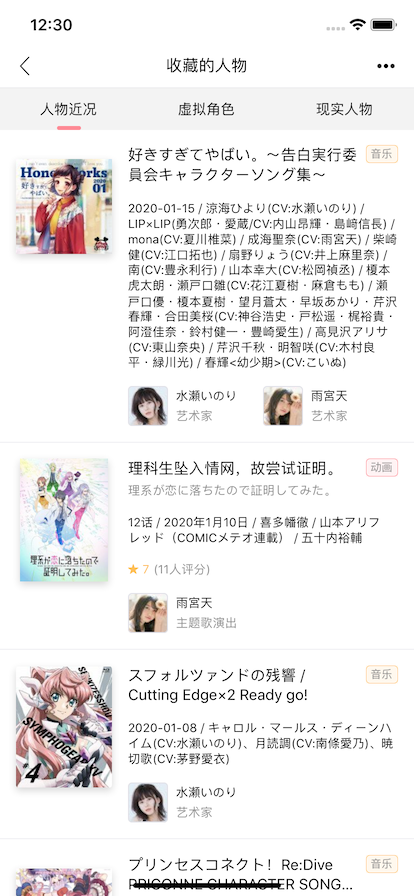 12:30
收藏的人物
人物近况
虚拟角色
现实人物
好きすぎてやばい。〜告白実行委
員会キャラクターソング集〜
音乐
2020-01-15 / 涼海ひより(CV:水瀬いのり) /
LIP×LIP(勇次郎・愛蔵/CV:内山昂輝・島﨑信長) /
mona(CV:夏川椎菜) / 成海聖奈(CV:雨宮天) / 柴崎
健(CV:江口拓也) / 扇野りょう(CV:井上麻里奈) /
南(CV:豊永利行) / 山本幸大(CV:松岡禎丞) / 榎本
虎太朗・瀬戸口雛(CV:花江夏樹・麻倉もも) / 瀬
戸口優・榎本夏樹・望月蒼太・早坂あかり・芹沢
春輝・合田美桜(CV:神谷浩史・戸松遥・梶裕貴・
阿澄佳奈・鈴村健一・豊崎愛生) / 高見沢アリサ
(CV:東山奈央) / 芹沢千秋・明智咲(CV:木村良
平・緑川光) / 春輝<幼少期>(CV:こいぬ)
水瀬いのり
艺术家
雨宮天
艺术家
理科生坠入情网，故尝试证明。
动画
理系が恋に落ちたので証明してみた。
12话 / 2020年1月10日 / 喜多幡徹 / 山本アリフ
レッド（COMICメテオ連載） / 五十内裕輔
7 (11人评分)
理系が恋に落ちたので
証明してみた。
雨宮天
主题歌演出
スフォルツァンドの残響 /
Cutting Edge×2 Ready go!
音乐
2020-01-08 / キャロル・マールス・ディーンハ
イム(CV:水瀬いのり)、月読調(CV:南條愛乃)、暁
切歌(CV:茅野愛衣)
SYMPHOGEAR XV
#4
水瀬いのり
艺术家
プリンセスコネクト！Re:Dive
PRICONNE CHARACTER SONG...
音乐